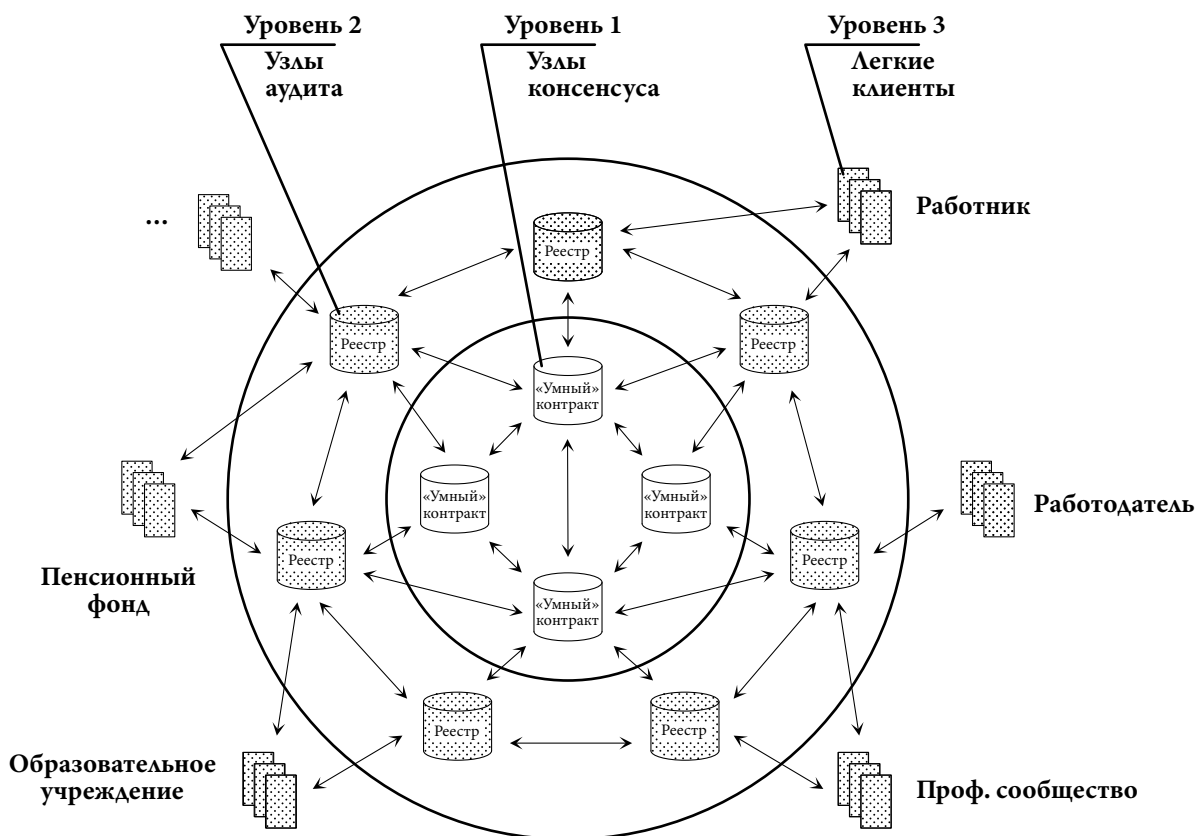 Уровень 2
Узлы
аудита
Уровень 1
Узлы
консенсуса
Уровень 3
Легкие
клиенты
...
Работник
Реестр
Реестр
Реестр
«Умный»
контракт
«Умный»
контракт
«Умный»
контракт
Работодатель
Реестр
Реестр
Пенсионный
фонд
«Умный»
контракт
Реестр
Реестр
Образовательное
учреждение
Проф. сообщество